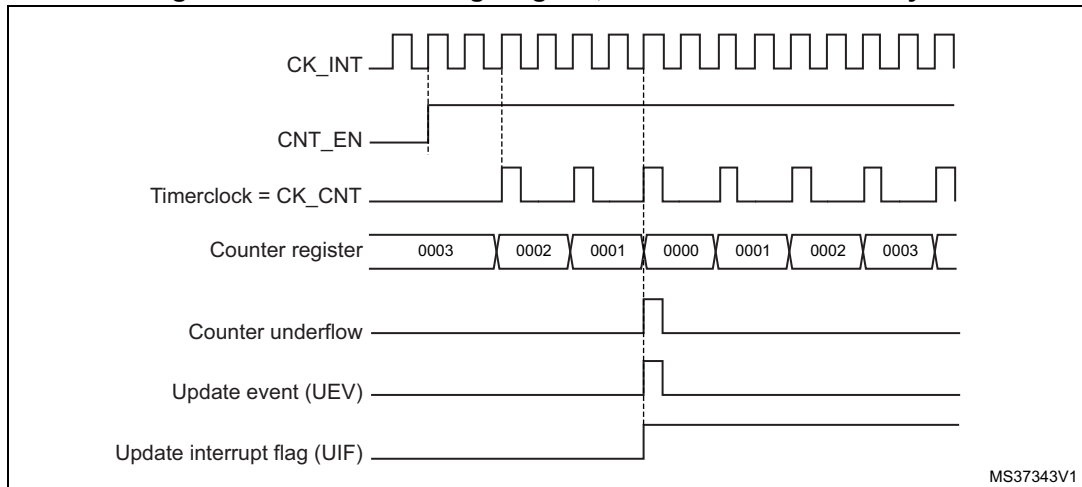 CK_INT
CNT_EN
Timerclock = CK_CNT
Counter register 0003 0002 0001 0000 0001 0002 0003
Counter underflow
Update event (UEV)
Update interrupt flag (UIF)
MS37343V1